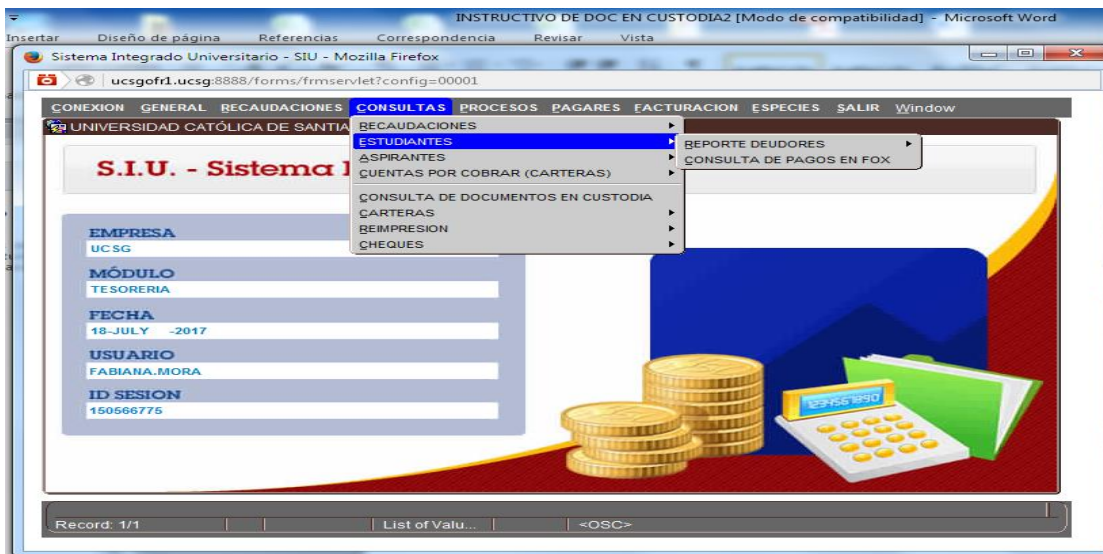 INSTRUCTIVO DE DOC EN CUSTODIA2 [Modo de compatibilidad] - Microsoft Word
Insertar Diseño de página Referencias Correspondencia Revisar Vista
Sistema Integrado Universitario - SIU - Mozilla Firefox
ucsgofr1.ucsg:8888/forms/frmservlet?config=00001
CONEXION GENERAL RECAUDACIONES CONSULTAS PROCESOS PAGARES FACTURACION ESPECIES SALIR Window
UNIVERSIDAD CATÓLICA DE SANTIA
RECAUDACIONES
ESTUDIANTES
ASPIRANTES
CUENTAS POR COBRAR (CARTERAS)
CONSULTA DE DOCUMENTOS EN CUSTODIA
CARTERAS
REIMPRESION
CHEQUES
REPORTE DEUDORES
CONSULTA DE PAGOS EN FOX
S.I.U. - Sistema
EMPRESA
UCSG
MÓDULO
TESORERIA
FECHA
18-JULY -2017
USUARIO
FABIANA.MORA
ID SESION
150566775
1234567890
Record: 1/1 List of Valu... <OSC>